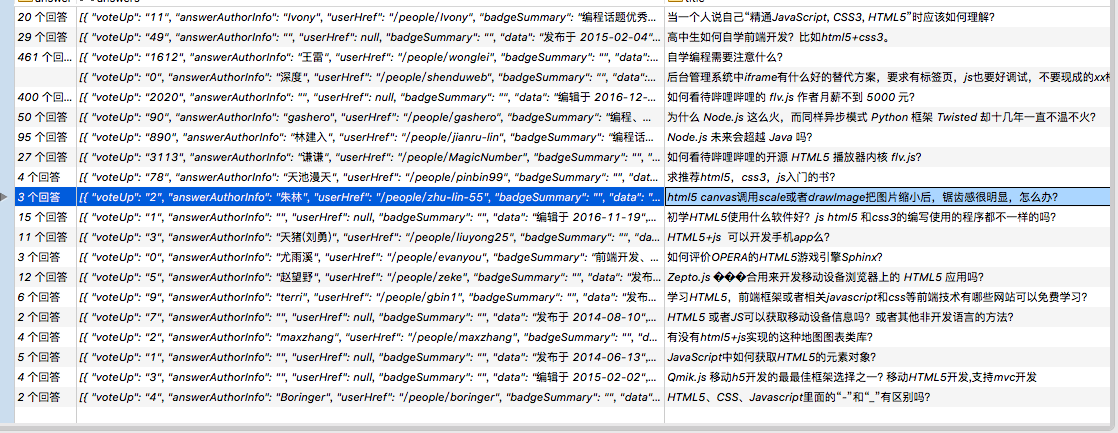 20 个回答 [{ "voteUp": "11", "answerAuthorInfo": "Ivony", "userHref": "/people/Ivony", "badgeSummary": "编程话题优秀... 当一个人说自己“精通JavaScript, CSS3, HTML5”时应该如何理解？
29 个回答 [{ "voteUp": "49", "answerAuthorInfo": "", "userHref": null, "badgeSummary": "", "data": "发布于 2015-02-04"... 高中生如何自学前端开发？比如html5+css3。
461 个回... [{ "voteUp": "1612", "answerAuthorInfo": "王雷", "userHref": "/people/wonglei", "badgeSummary": "", "data":... 自学编程需要注意什么?
[{ "voteUp": "0", "answerAuthorInfo": "深度", "userHref": "/people/shenduweb", "badgeSummary": "", "data":... 后台管理系统中iframe有什么好的替代方案，要求有标签页，js也要好调试，不要现成的xx框
400 个回... [{ "voteUp": "2020", "answerAuthorInfo": "", "userHref": null, "badgeSummary": "", "data": "编辑于 2016-12-... 如何看待哔哩哔哩的 flv.js 作者月薪不到 5000 元?
50 个回答 [{ "voteUp": "90", "answerAuthorInfo": "gashero", "userHref": "/people/gashero", "badgeSummary": "编程、... 为什么 Node.js 这么火，而同样异步模式 Python 框架 Twisted 却十几年一直不温不火?
95 个回答 [{ "voteUp": "890", "answerAuthorInfo": "林建入", "userHref": "/people/jianru-lin", "badgeSummary": "编程话... Node.js 未来会超越 Java 吗?
27 个回答 [{ "voteUp": "3113", "answerAuthorInfo": "谦谦", "userHref": "/people/MagicNumber", "badgeSummary": "", "... 如何看待哔哩哔哩的开源 HTML5 播放器内核 flv.js?
4 个回答 [{ "voteUp": "78", "answerAuthorInfo": "天池漫天", "userHref": "/people/pinbin99", "badgeSummary": "", "data... 求推荐html5，css3，js入门的书?
3 个回答 [{ "voteUp": "2", "answerAuthorInfo": "朱林", "userHref": "/people/zhu-lin-55", "badgeSummary": "", "data": "... html5 canvas调用scale或者drawImage把图片缩小后，锯齿感很明显，怎么办?
15 个回答 [{ "voteUp": "1", "answerAuthorInfo": "", "userHref": null, "badgeSummary": "", "data": "编辑于 2016-11-19",... 初学HTML5使用什么软件好? js html5 和css3的编写使用的程序都不一样的吗?
11 个回答 [{ "voteUp": "3", "answerAuthorInfo": "天猪(刘勇)", "userHref": "/people/liuyong25", "badgeSummary": "", "da... HTML5+js 可以开发手机app么?
3 个回答 [{ "voteUp": "0", "answerAuthorInfo": "尤雨溪", "userHref": "/people/evanyou", "badgeSummary": "前端开发、... 如何评价OPERA的HTML5游戏引擎Sphinx?
12 个回答 [{ "voteUp": "5", "answerAuthorInfo": "赵望野", "userHref": "/people/zeke", "badgeSummary": "", "data": "发布... Zepto.js ���合用来开发移动设备浏览器上的 HTML5 应用吗?
6 个回答 [{ "voteUp": "9", "answerAuthorInfo": "terri", "userHref": "/people/gbin1", "badgeSummary": "", "data": "发布... 学习HTML5，前端框架或者相关javascript和css等前端技术有哪些网站可以免费学习?
2 个回答 [{ "voteUp": "7", "answerAuthorInfo": "", "userHref": null, "badgeSummary": "", "data": "发布于 2014-08-10",... HTML5 或者JS可以获取移动设备信息吗? 或者其他非开发语言的方法?
4 个回答 [{ "voteUp": "2", "answerAuthorInfo": "maxzhang", "userHref": "/people/maxzhang", "badgeSummary": "", "d... 有没有html5+js实现的这种地图图表类库?
5 个回答 [{ "voteUp": "1", "answerAuthorInfo": "", "userHref": null, "badgeSummary": "", "data": "发布于 2014-06-13",... JavaScript中如何获取HTML5的元素对象?
4 个回答 [{ "voteUp": "3", "answerAuthorInfo": "", "userHref": null, "badgeSummary": "", "data": "编辑于 2015-02-02",... Qmik.js 移动h5开发的最最佳框架选择之一? 移动HTML5开发,支持mvc开发
2 个回答 [{ "voteUp": "4", "answerAuthorInfo": "Boringer", "userHref": "/people/boringer", "badgeSummary": "", "data... HTML5、CSS、Javascript里面的“-”和“_”有区别吗?